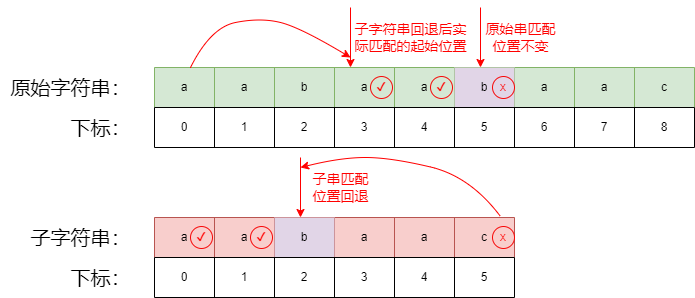 子字符串回退后实
际匹配的起始位置
原始串匹配
位置不变
原始字符串： a a b a ✓ a ✓ b x a a c
下标： 0 1 2 3 4 5 6 7 8
子串匹配
位置回退
子字符串： a ✓ a ✓ b a a c x
下标： 0 1 2 3 4 5